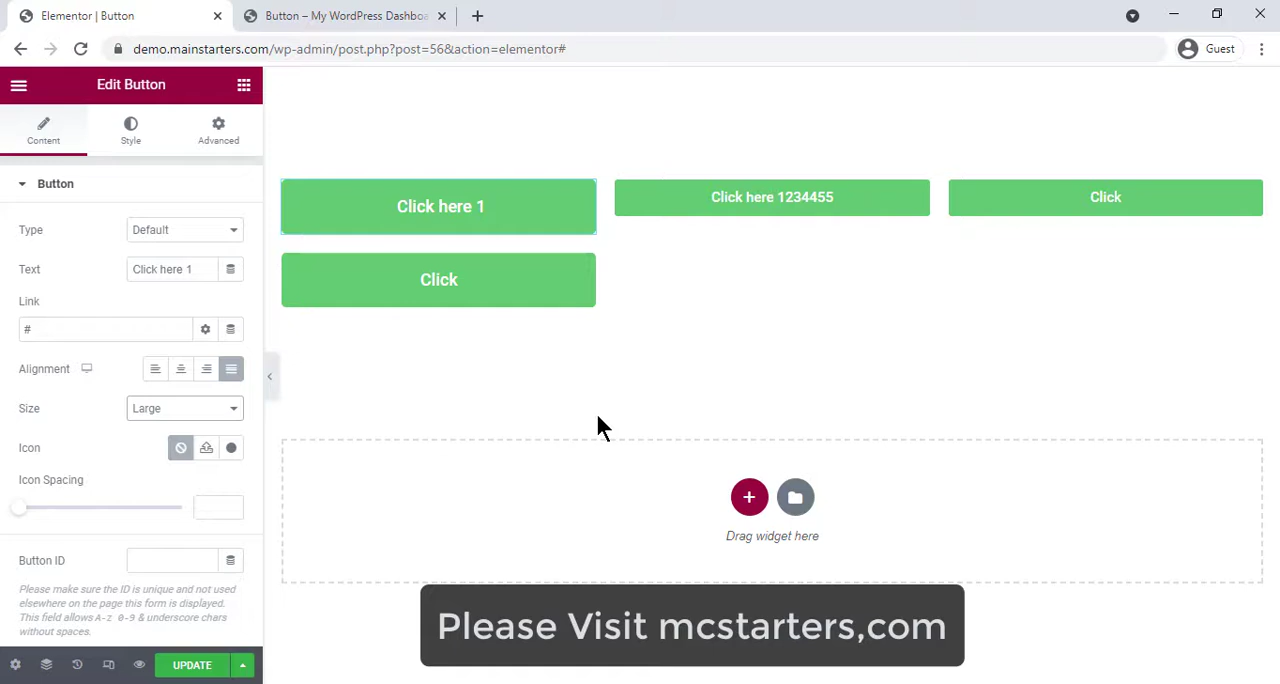 Elementor | Button
Button – My WordPress Dashboa
demo.mainstarters.com/wp-admin/post.php?post=56&action=elementor#
Guest
Edit Button
Content
Style
Advanced
Button
Type
Default
Text
Click here 1
Link
#
Alignment
Size
Large
Icon
Icon Spacing
Button ID
Please make sure the ID is unique and not used
elsewhere on the page this form is displayed.
This field allows A-z 0-9 & underscore chars
without spaces.
UPDATE
Click here 1
Click here 1234455
Click
Click
Drag widget here
Please Visit mcstarters,com